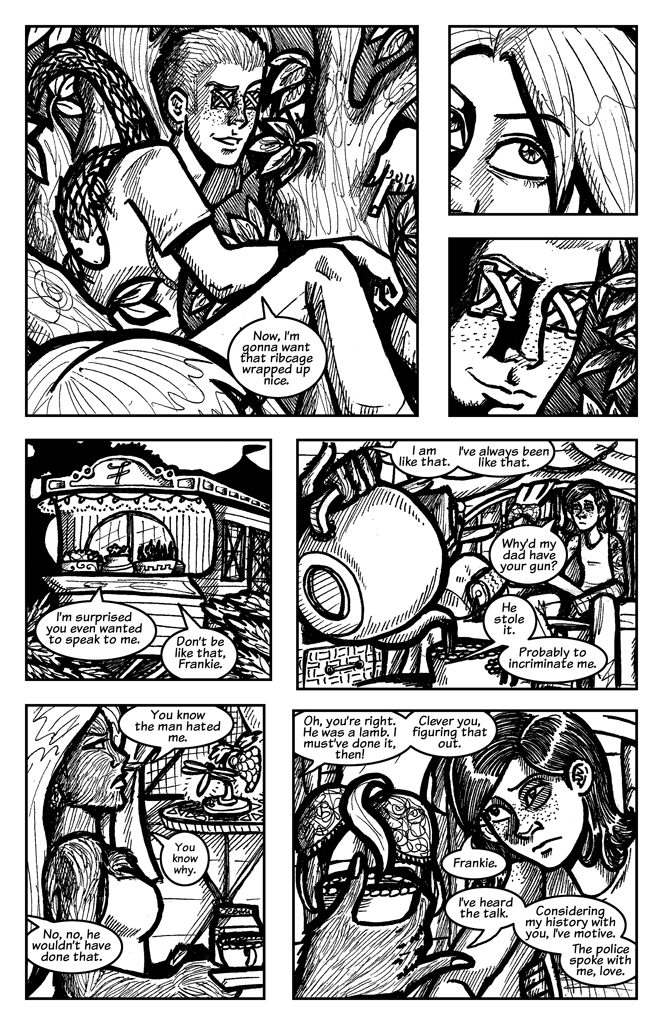 Now, I'm
gonna want
that ribcage
wrapped up
nice.
I'm surprised
you even wanted
to speak to me.
Don't be
like that,
Frankie.
I am
like that.
I've always been
like that.
Why'd my
dad have
your gun?
He
stole
it.
Probably to
incriminate me.
You know
the man hated
me.
You
know
why.
No, no, he
wouldn't have
done that.
Oh, you're right.
He was a lamb. I
must've done it,
then!
Clever you,
figuring that
out.
Frankie.
I've heard
the talk.
Considering
my history with
you, I've motive.
The police
spoke with
me, love.